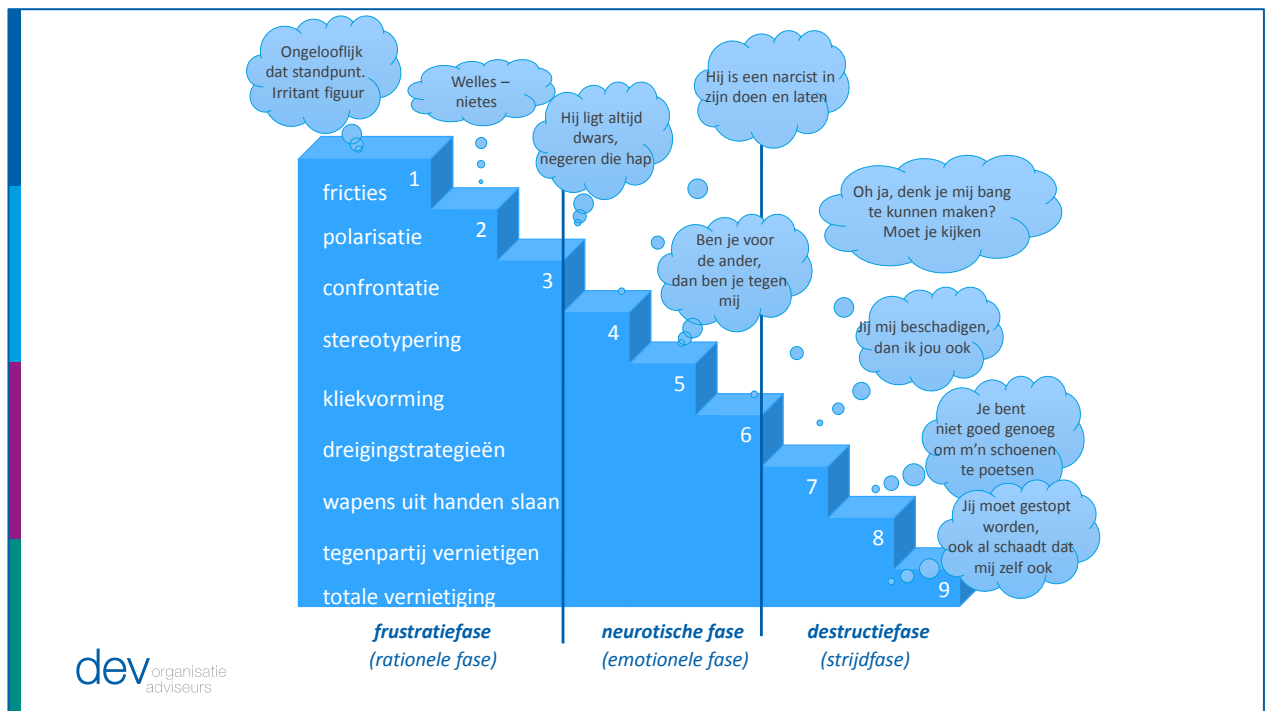 Ongelooflijk
dat standpunt.
Irritant figuur
Welles –
nietes
Hij ligt altijd
dwars,
negeren die hap
Hij is een narcist in
zijn doen en laten
Oh ja, denk je mij bang
te kunnen maken?
Moet je kijken
Ben je voor
de ander,
dan ben je tegen
mij
Jij mij beschadigen,
dan ik jou ook
Je bent
niet goed genoeg
om m'n schoenen
te poetsen
Jij moet gestopt
worden,
ook al schaadt dat
mij zelf ook
fricties 1
polarisatie 2
confrontatie 3
stereotypering 4
kliekvorming 5
dreigingstrategieën 6
wapens uit handen slaan 7
tegenpartij vernietigen 8
totale vernietiging 9
frustratiefase
(rationele fase)
neurotische fase
(emotionele fase)
destructiefase
(strijdfase)
dev organisatie
adviseurs